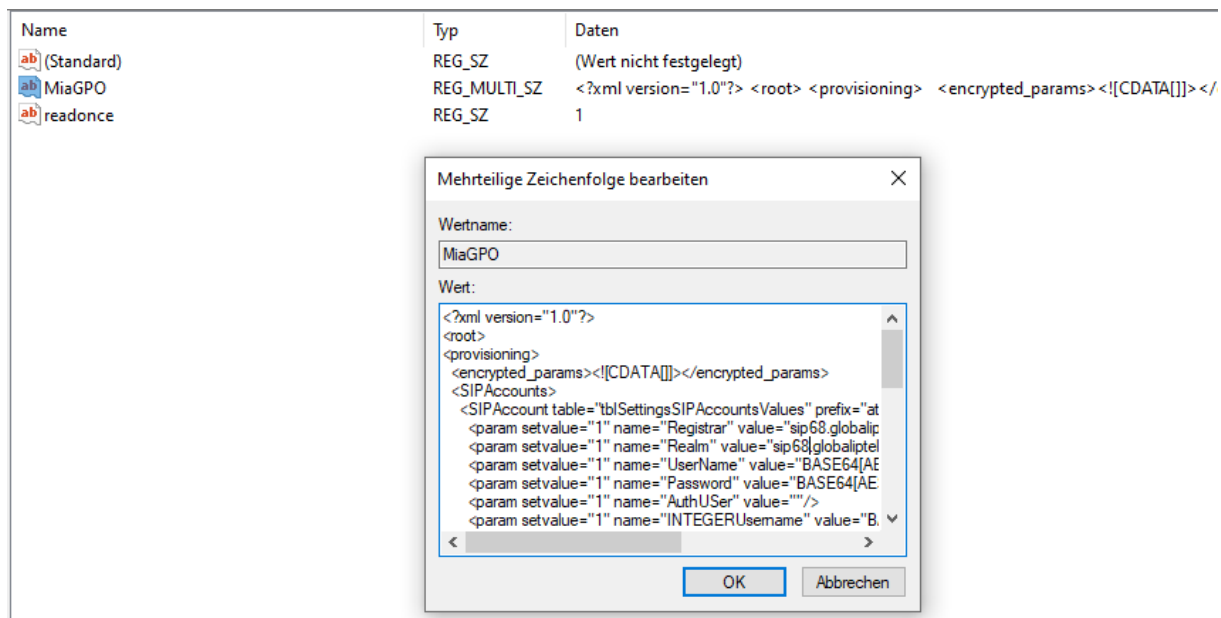 Name Typ Daten
(Standard) REG_SZ (Wert nicht festgelegt)
MiaGPO REG_MULTI_SZ <?xml version="1.0"?> <root> <provisioning> <encrypted_params><![CDATA[]]></
readonce REG_SZ 1
Mehrteilige Zeichenfolge bearbeiten
Wertname:
MiaGPO
Wert:
<?xml version="1.0"?>
<root>
<provisioning>
<encrypted_params><![CDATA[]]></encrypted_params>
<SIPAccounts>
<SIPAccount table="tblSettingsSIPAccountsValues" prefix="at
<param setvalue="1" name="Registrar" value="sip68.globalip
<param setvalue="1" name="Realm" value="sip68.globaliptel
<param setvalue="1" name="UserName" value="BASE64[AE
<param setvalue="1" name="Password" value="BASE64[AE
<param setvalue="1" name="AuthUSer" value=""/>
<param setvalue="1" name="INTEGERUsername" value="B
OK Abbrechen